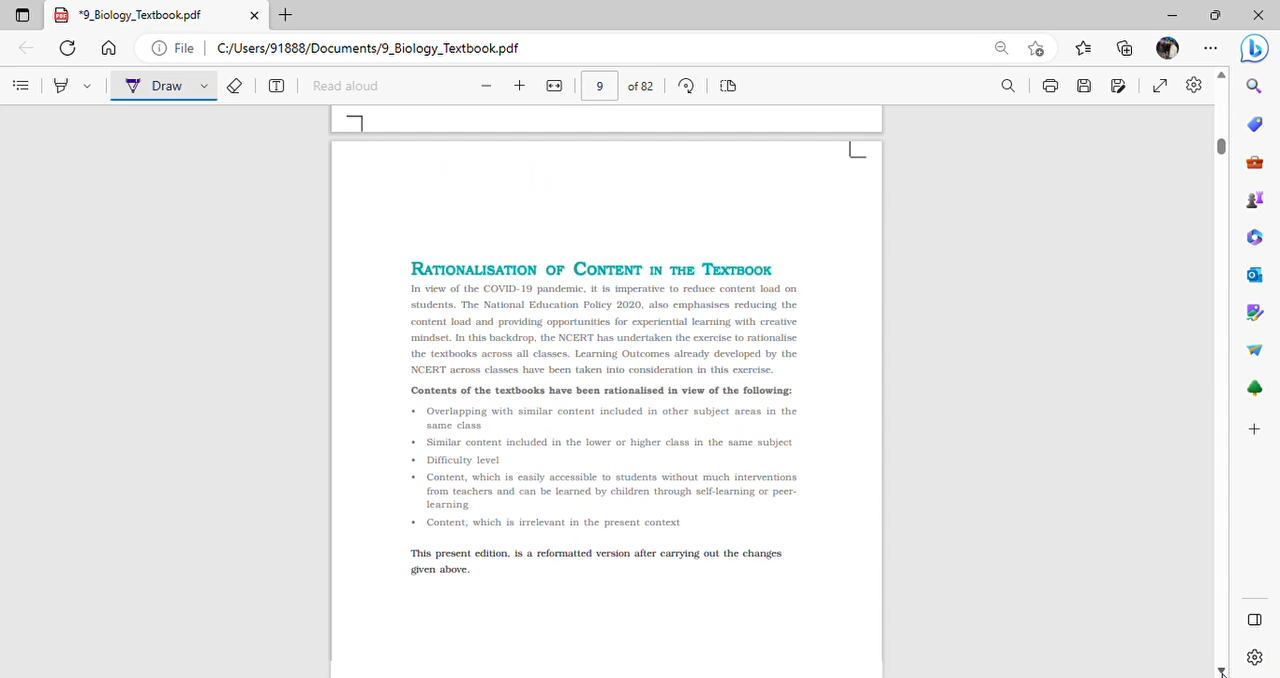 *9_Biology_Textbook.pdf
File C:/Users/91888/Documents/9_Biology_Textbook.pdf
Draw Read aloud 9 of 82
RATIONALISATION OF CONTENT IN THE TEXTBOOK
In view of the COVID-19 pandemic, it is imperative to reduce content load on
students. The National Education Policy 2020, also emphasises reducing the
content load and providing opportunities for experiential learning with creative
mindset. In this backdrop, the NCERT has undertaken the exercise to rationalise
the textbooks across all classes. Learning Outcomes already developed by the
NCERT across classes have been taken into consideration in this exercise.
Contents of the textbooks have been rationalised in view of the following:
• Overlapping with similar content included in other subject areas in the
same class
• Similar content included in the lower or higher class in the same subject
• Difficulty level
• Content, which is easily accessible to students without much interventions
from teachers and can be learned by children through self-learning or peer-
learning
• Content, which is irrelevant in the present context
This present edition, is a reformatted version after carrying out the changes
given above.